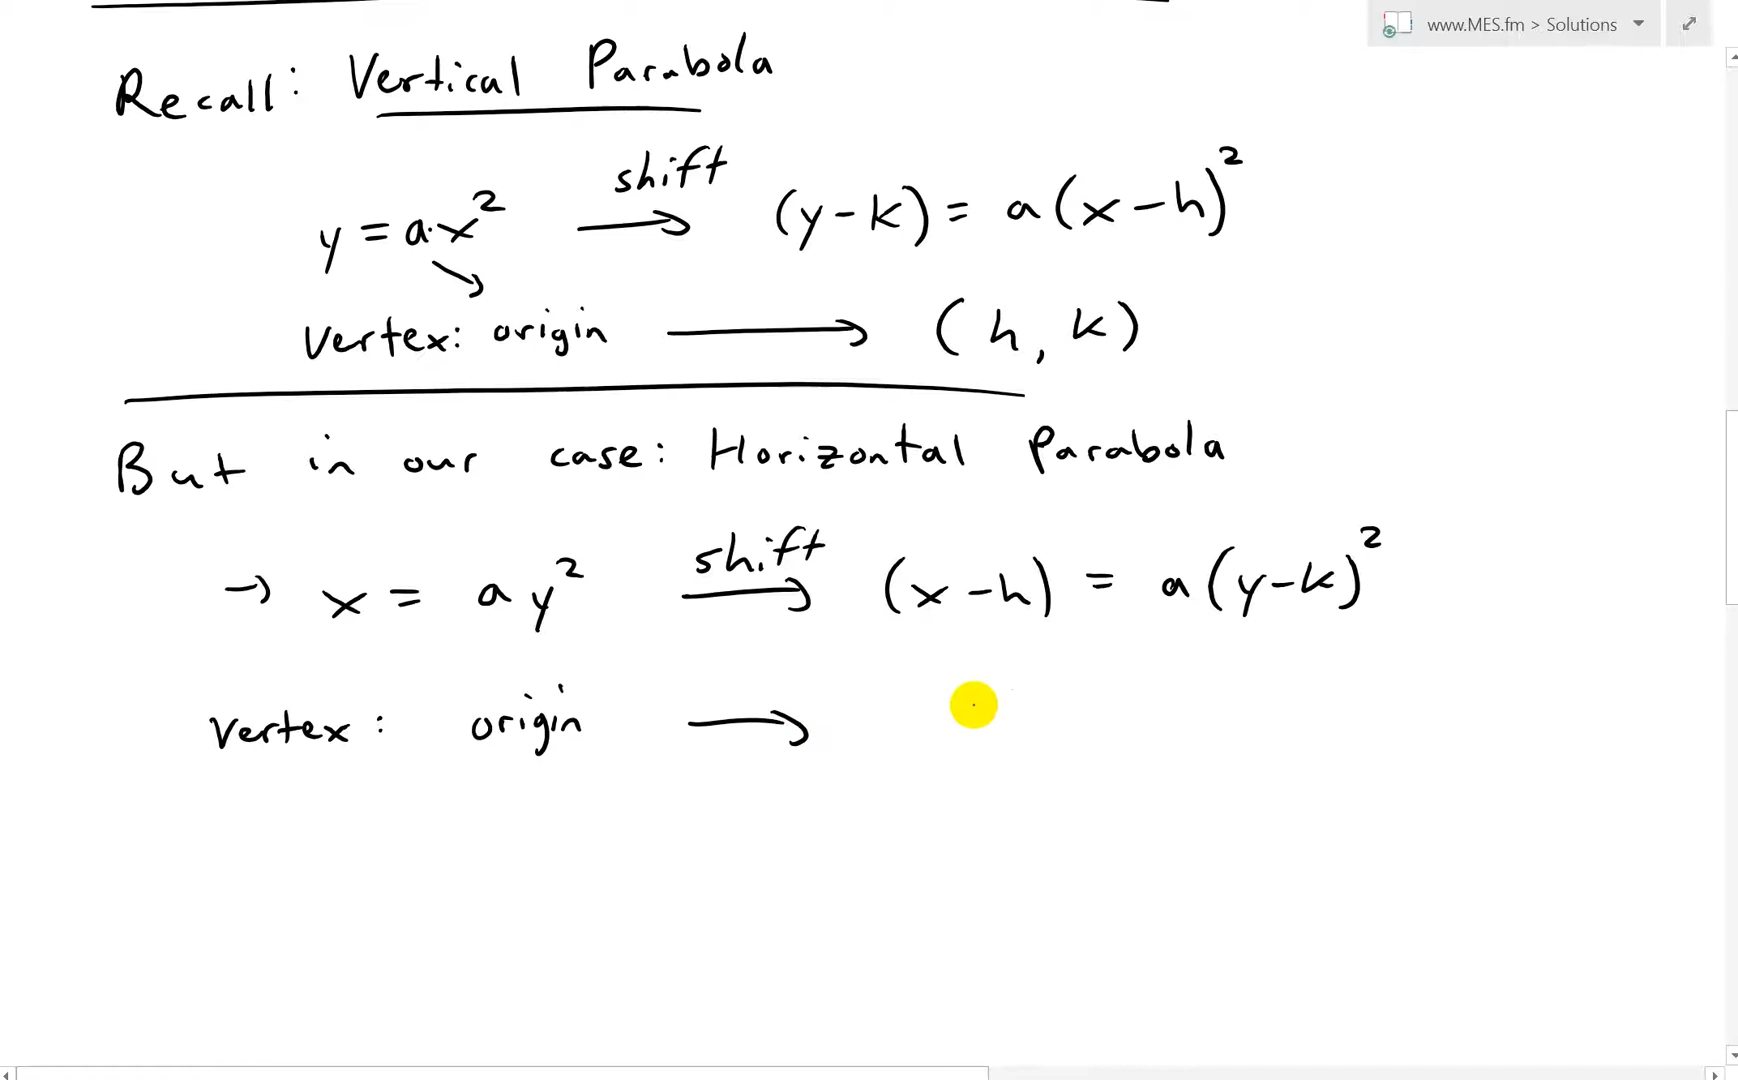 www.MES.fm > Solutions
Recall: Vertical Parabola
y = a·x² shift → (y-k) = a(x-h)²
Vertex: origin → (h, k)
But in our case: Horizontal Parabola
→ x = ay² shift → (x-h) = a(y-k)²
Vertex: origin →